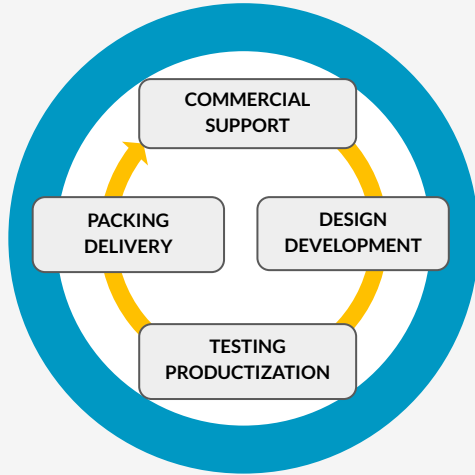 COMMERCIAL
SUPPORT
PACKING
DELIVERY
DESIGN
DEVELOPMENT
TESTING
PRODUCTIZATION